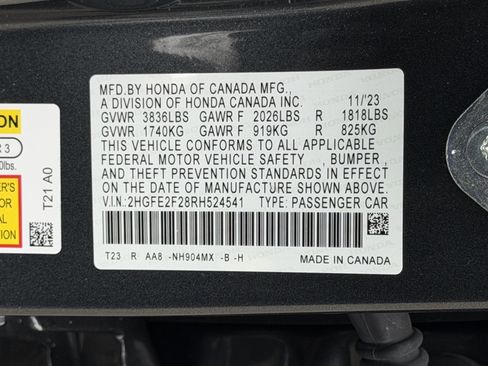 MFD.BY HONDA OF CANADA MFG.,
A DIVISION OF HONDA CANADA INC. 11/'23
GVWR 3836LBS GAWR F 2026LBS R 1818LBS
GVWR 1740KG GAWR F 919KG R 825KG
THIS VEHICLE CONFORMS TO ALL APPLICABLE
FEDERAL MOTOR VEHICLE SAFETY , BUMPER ,
AND THEFT PREVENTION STANDARDS IN EFFECT
ON THE DATE OF MANUFACTURE SHOWN ABOVE.
V.I.N:2HGFE2F28RH524541 TYPE: PASSENGER CAR
T23 R AA8 -NH904MX -B -H MADE IN CANADA
ON
R 3
0lbs.
T21 A0